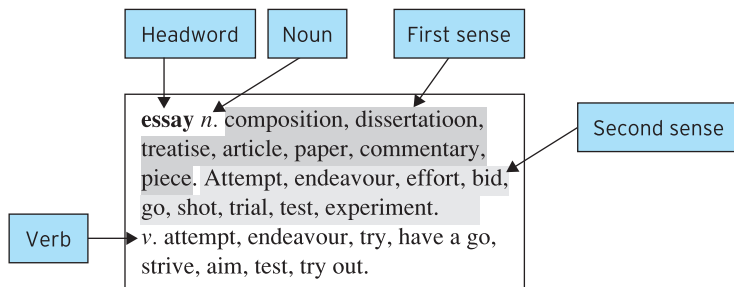 Headword
Noun
First sense
essay n. composition, dissertatioon,
treatise, article, paper, commentary,
piece. Attempt, endeavour, effort, bid,
go, shot, trial, test, experiment.
Second sense
Verb
v. attempt, endeavour, try, have a go,
strive, aim, test, try out.